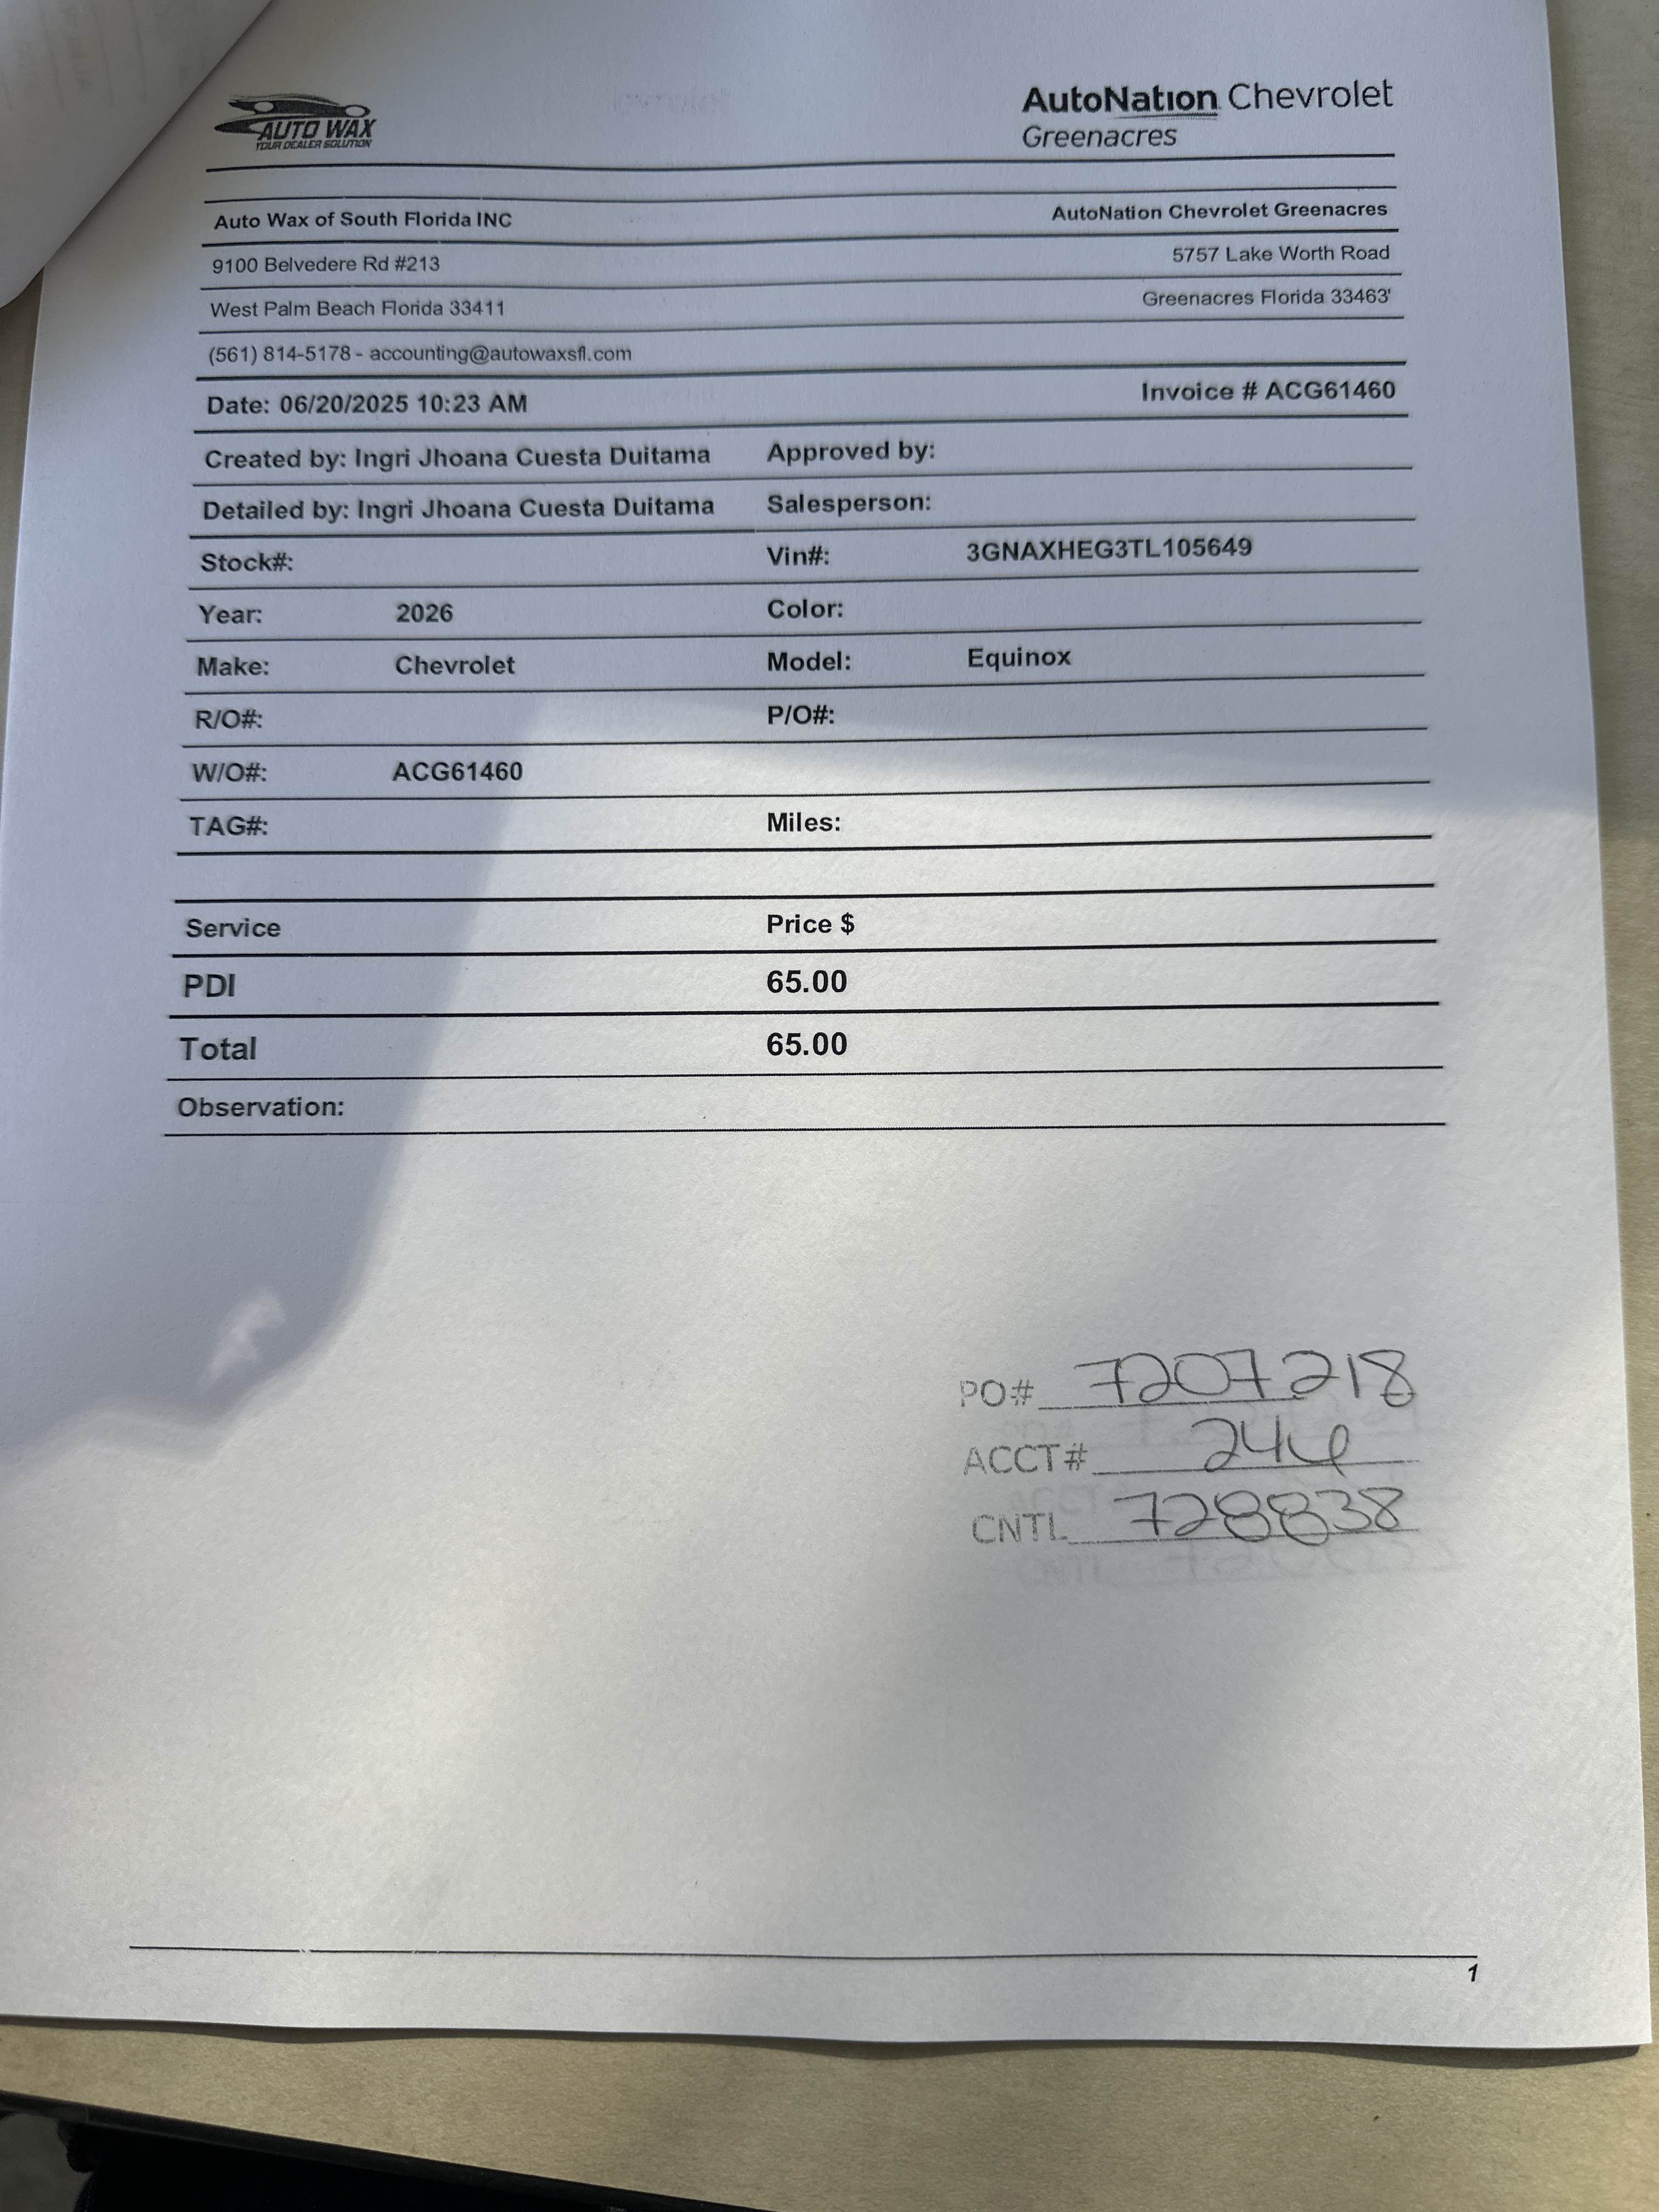 AUTO WAX
YOUR DEALER SOLUTION
AutoNation Chevrolet
Greenacres
Auto Wax of South Florida INC
AutoNation Chevrolet Greenacres
9100 Belvedere Rd #213
5757 Lake Worth Road
West Palm Beach Florida 33411
Greenacres Florida 33463'
(561) 814-5178 - accounting@autowaxsfl.com
Date: 06/20/2025 10:23 AM
Invoice # ACG61460
Created by: Ingri Jhoana Cuesta Duitama Approved by:
Detailed by: Ingri Jhoana Cuesta Duitama Salesperson:
Stock#: Vin#: 3GNAXHEG3TL105649
Year: 2026 Color:
Make: Chevrolet Model: Equinox
R/O#: P/O#:
W/O#: ACG61460
TAG#: Miles:
Service Price $
PDI 65.00
Total 65.00
Observation:
PO# 7207218
ACCT# 246
CNTL 728838
1